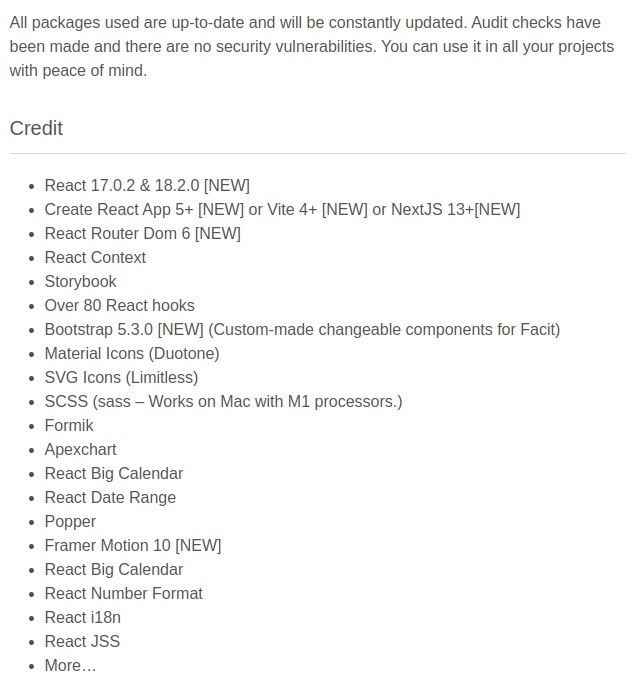 All packages used are up-to-date and will be constantly updated. Audit checks have
been made and there are no security vulnerabilities. You can use it in all your projects
with peace of mind.
Credit
• React 17.0.2 & 18.2.0 [NEW]
• Create React App 5+ [NEW] or Vite 4+ [NEW] or NextJS 13+[NEW]
• React Router Dom 6 [NEW]
• React Context
• Storybook
• Over 80 React hooks
• Bootstrap 5.3.0 [NEW] (Custom-made changeable components for Facit)
• Material Icons (Duotone)
• SVG Icons (Limitless)
• SCSS (sass – Works on Mac with M1 processors.)
• Formik
• Apexchart
• React Big Calendar
• React Date Range
• Popper
• Framer Motion 10 [NEW]
• React Big Calendar
• React Number Format
• React i18n
• React JSS
• More…